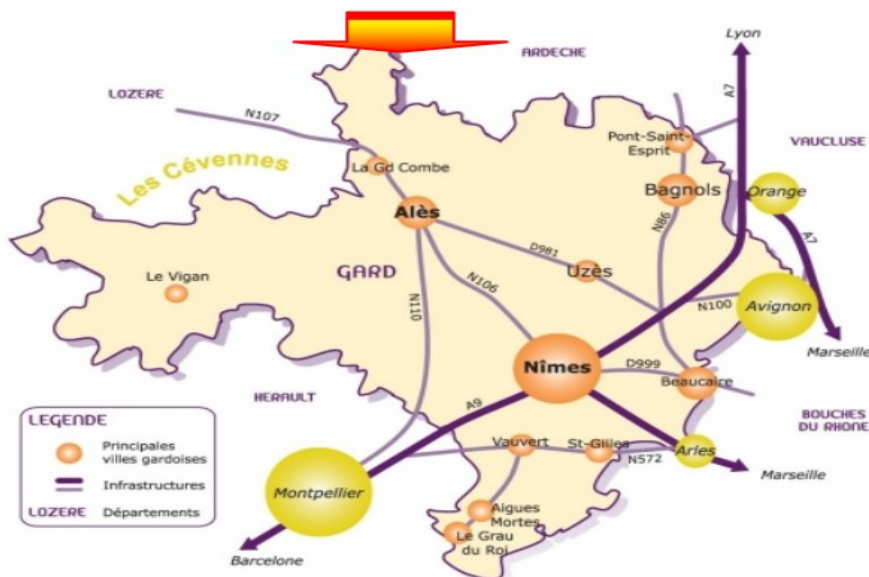 Lyon
ARDECHE
LOZERE
N107
A7
Pont-Saint-
Esprit
VAUCLUSE
Les Cévennes
La Gd Combe
Bagnols
Orange
Alès
N86
A7
D981
Uzès
GARD
Le Vigan
N106
N110
N100
Avignon
Nîmes
D999
Marseille
Beaucaire
HERAULT
A9
BOUCHES
DU RHONE
LEGENDE
Principales
villes gardoises
Infrastructures
LOZERE Départements
Vauvert
St-Gilles
N572
Arles
Marseille
Montpellier
Aigues
Mortes
Le Grau
du Roi
Barcelone